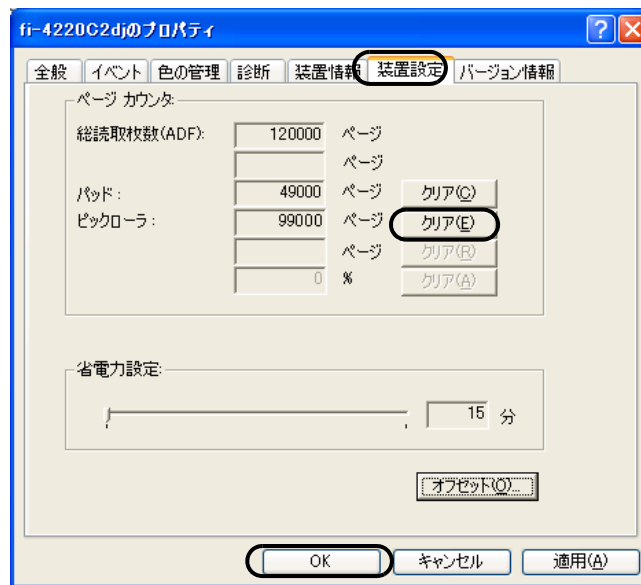 fi-4220C2djのプロパティ
全般 イベント 色の管理 診断 装置情報 装置設定 バージョン情報
ページ カウンタ:
総読取枚数(ADF): 120000 ページ
ページ
パッド: 49000 ページ クリア(C)
ピックローラ: 99000 ページ クリア(E)
ページ クリア(R)
0 % クリア(A)
省電力設定:
15 分
オフセット(O)...
OK キャンセル 適用(A)